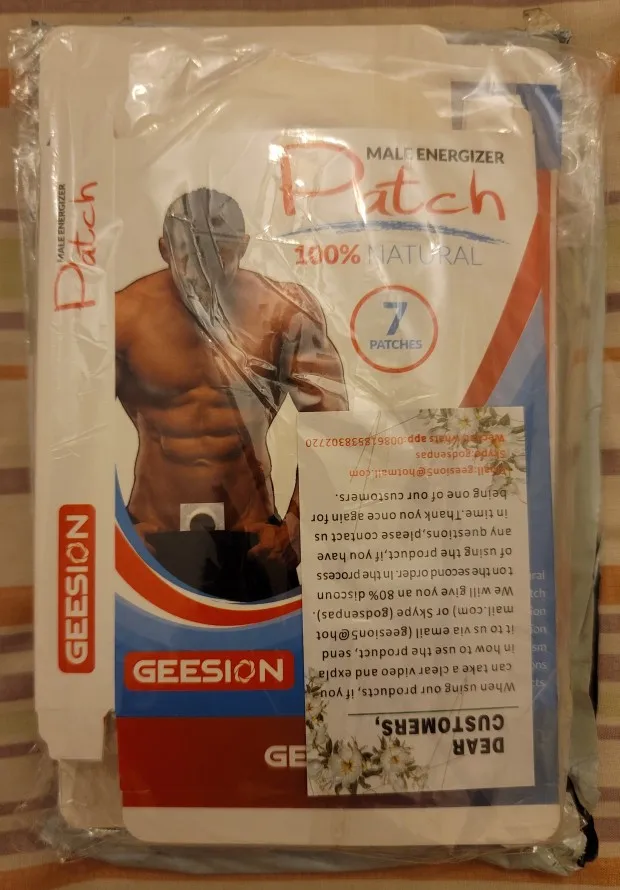 MALE ENERGIZER
Patch
MALE ENERGIZER
Patch
100% NATURAL
7
PATCHES
GEESION
GEESION
GE
DEAR
CUSTOMERS,
When using our products, if you
can take a clear video and expla
in how to use the product, send
it to us via email (geesion5@hot
mail.com) or Skype (godsenpas).
We will give you an 80% discoun
t on the second order. In the process
of using the product,if you have
any questions, please contact us
in time.Thank you once again for
being one of our customers.
Email:geesion5@hotmail.com
Skype:godsenpas
app:008618538302720